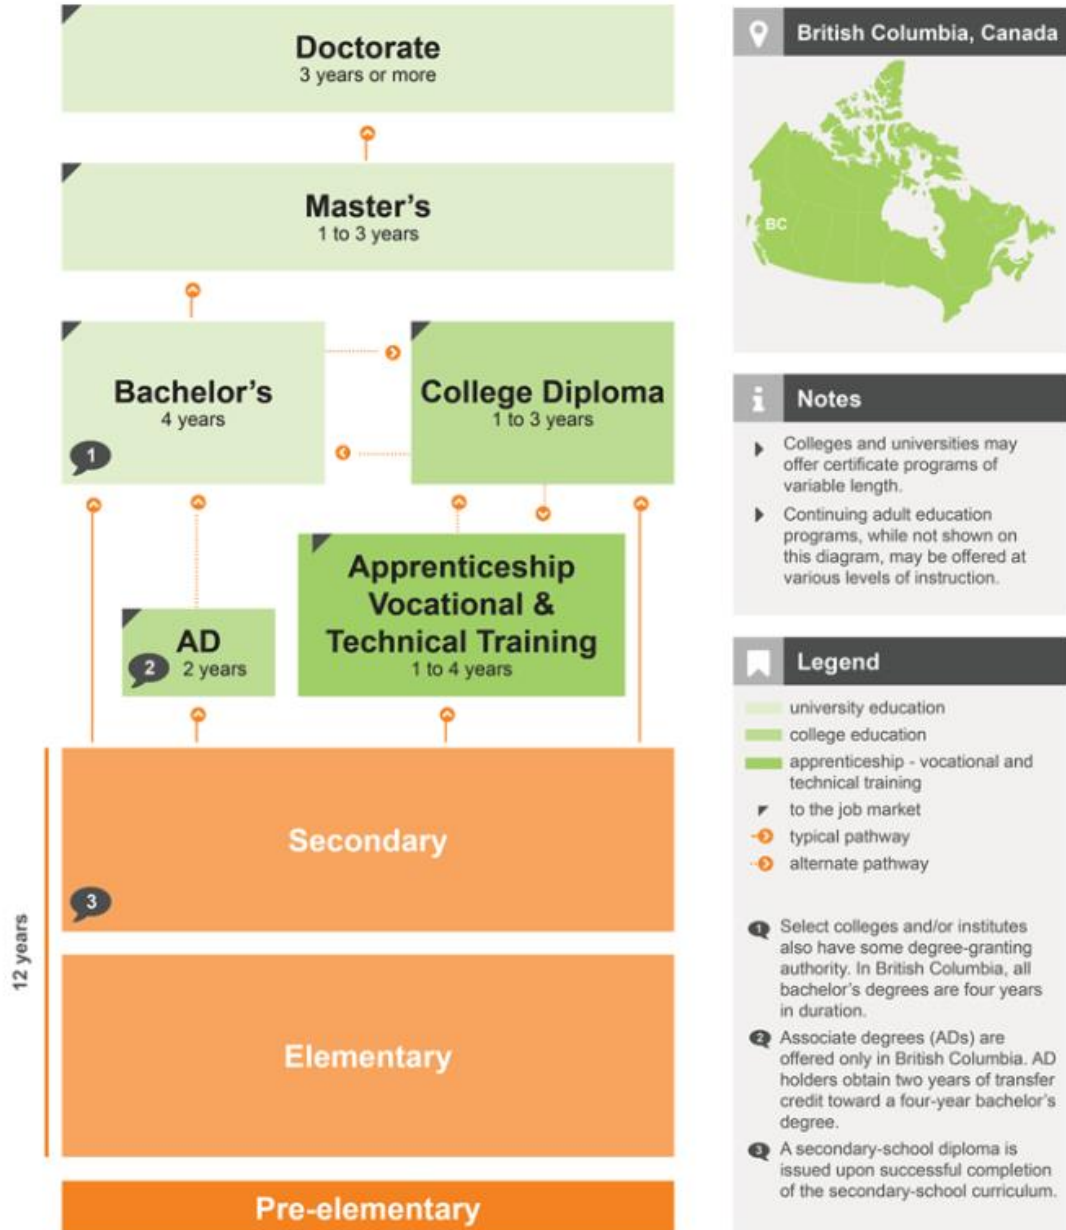 Doctorate
3 years or more
Master's
1 to 3 years
Bachelor's
4 years
1
College Diploma
1 to 3 years
Apprenticeship
Vocational &
Technical Training
1 to 4 years
AD
2 2 years
Secondary
3
12 years
Elementary
Pre-elementary
British Columbia, Canada
BC
Notes
Colleges and universities may
offer certificate programs of
variable length.
Continuing adult education
programs, while not shown on
this diagram, may be offered at
various levels of instruction.
Legend
university education
college education
apprenticeship - vocational and
technical training
to the job market
typical pathway
alternate pathway
1 Select colleges and/or institutes
also have some degree-granting
authority. In British Columbia, all
bachelor's degrees are four years
in duration.
2 Associate degrees (ADs) are
offered only in British Columbia. AD
holders obtain two years of transfer
credit toward a four-year bachelor's
degree.
3 A secondary-school diploma is
issued upon successful completion
of the secondary-school curriculum.